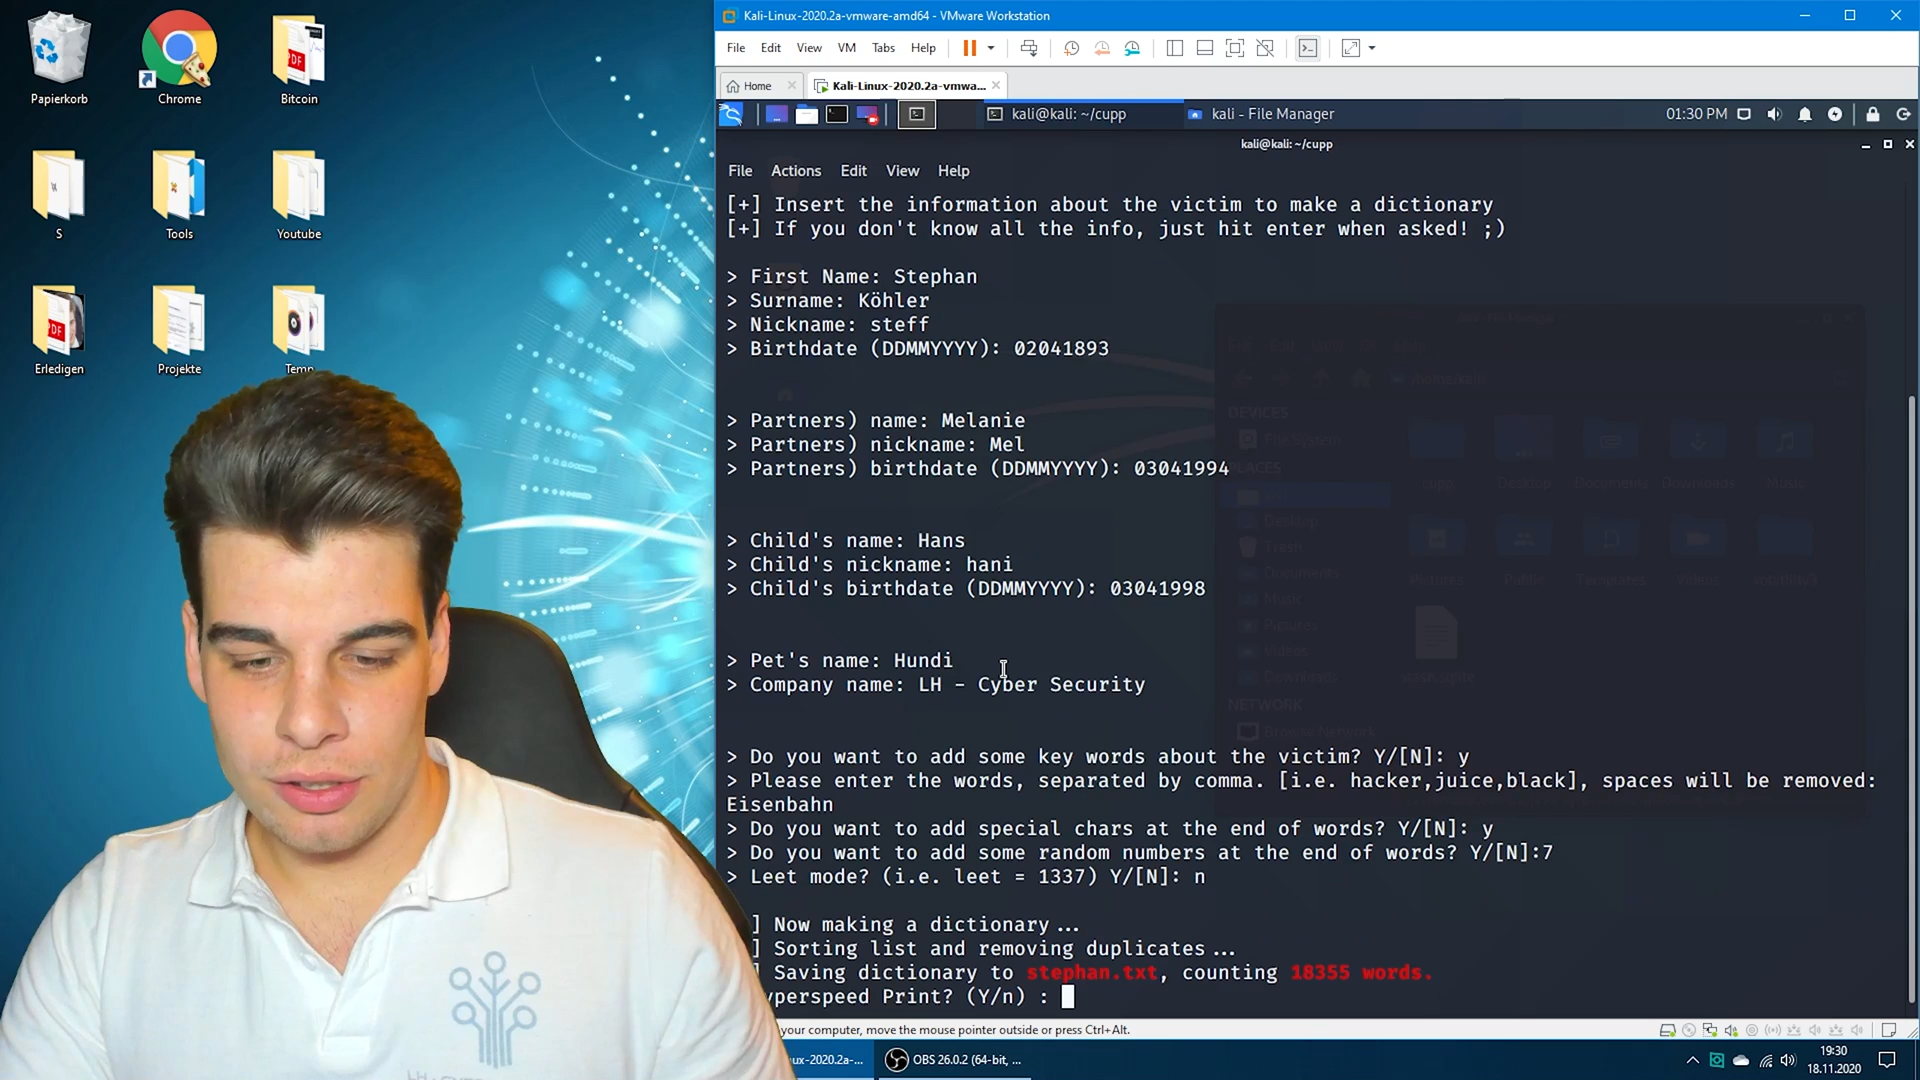 Papierkorb
Chrome
Bitcoin
S
Tools
Youtube
Erledigen
Projekte
Temp
Kali-Linux-2020.2a-vmware-amd64 - VMware Workstation
File Edit View VM Tabs Help
Home
Kali-Linux-2020.2a-vmwa...
kali@kali: ~/cupp
kali - File Manager
01:30 PM
kali@kali: ~/cupp
File Actions Edit View Help
[+] Insert the information about the victim to make a dictionary
[+] If you don't know all the info, just hit enter when asked! ;)
> First Name: Stephan
> Surname: Köhler
> Nickname: steff
> Birthdate (DDMMYYYY): 02041893
> Partners) name: Melanie
> Partners) nickname: Mel
> Partners) birthdate (DDMMYYYY): 03041994
> Child's name: Hans
> Child's nickname: hani
> Child's birthdate (DDMMYYYY): 03041998
> Pet's name: Hundi
> Company name: LH - Cyber Security
> Do you want to add some key words about the victim? Y/[N]: y
> Please enter the words, separated by comma. [i.e. hacker,juice,black], spaces will be removed:
Eisenbahn
> Do you want to add special chars at the end of words? Y/[N]: y
> Do you want to add some random numbers at the end of words? Y/[N]:7
> Leet mode? (i.e. leet = 1337) Y/[N]: n
] Now making a dictionary...
] Sorting list and removing duplicates...
] Saving dictionary to stephan.txt, counting 18355 words.
yperspeed Print? (Y/n) :
your computer, move the mouse pointer outside or press Ctrl+Alt.
ux-2020.2a-...
OBS 26.0.2 (64-bit, ...
19:30
18.11.2020